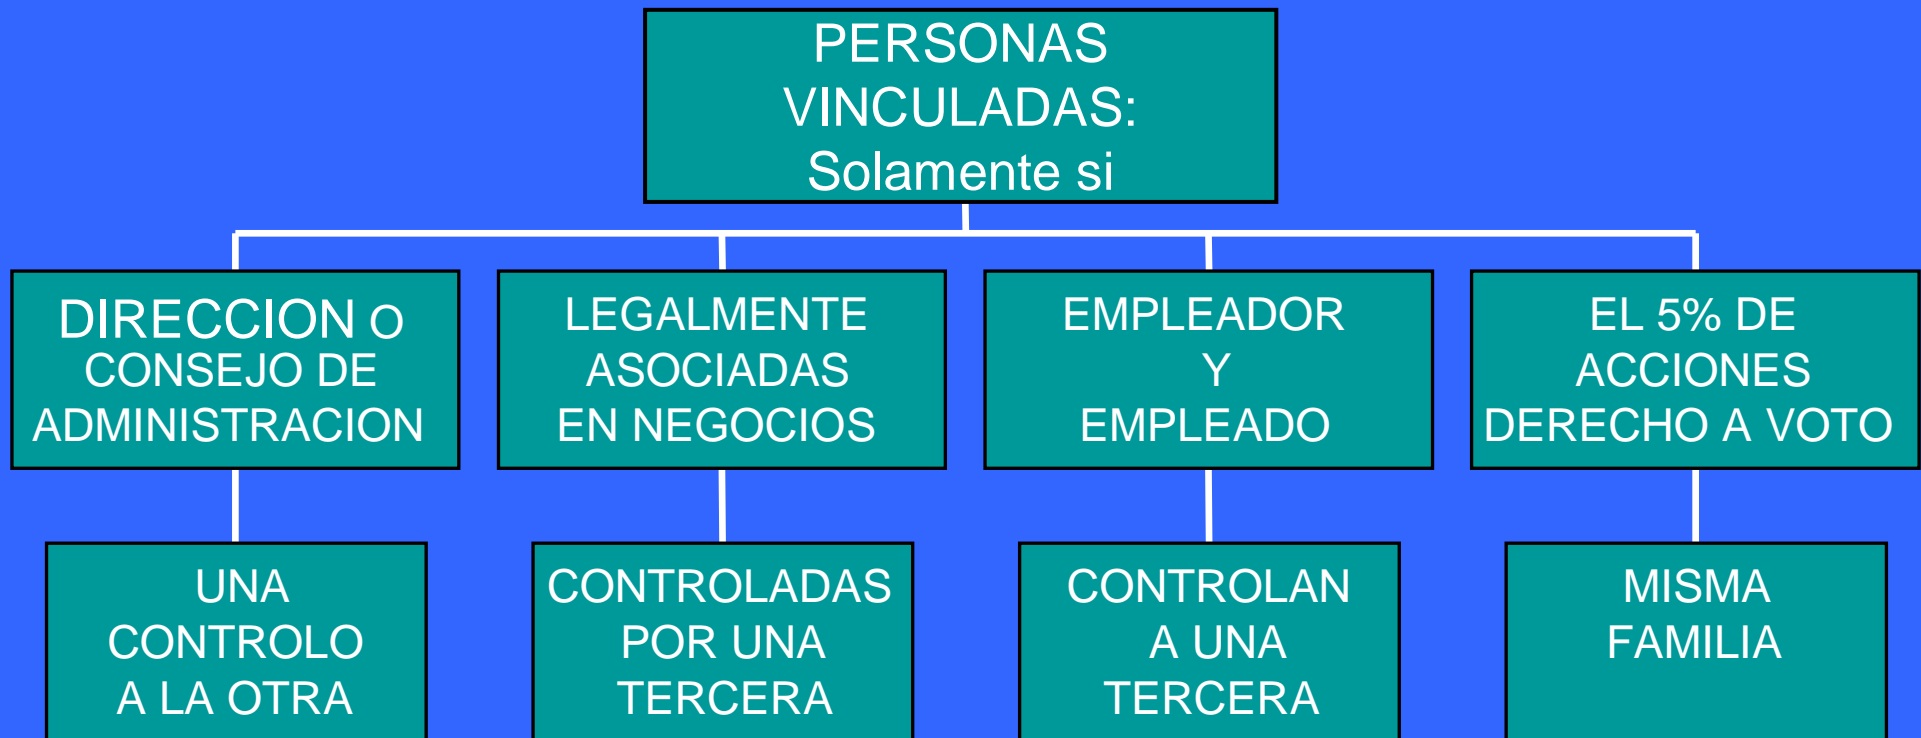 PERSONAS
VINCULADAS:
Solamente si
DIRECCION O
CONSEJO DE
ADMINISTRACION
LEGALMENTE
ASOCIADAS
EN NEGOCIOS
EMPLEADOR
Y
EMPLEADO
EL 5% DE
ACCIONES
DERECHO A VOTO
UNA
CONTROLO
A LA OTRA
CONTROLADAS
POR UNA
TERCERA
CONTROLAN
A UNA
TERCERA
MISMA
FAMILIA